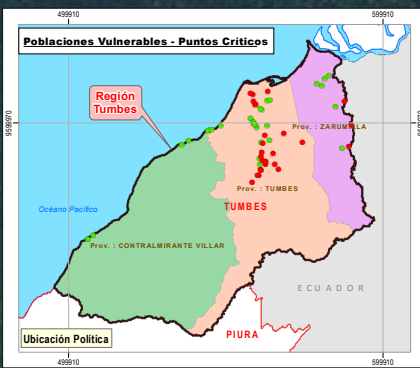 499910
599910
Poblaciones Vulnerables - Puntos Críticos
Región
Tumbes
9599970
9599970
Prov. : ZARUMILLA
Océano Pacífico
Prov. : TUMBES
TUMBES
Prov. : CONTRALMIRANTE VILLAR
ECUADOR
PIURA
Ubicación Política
499910
599910